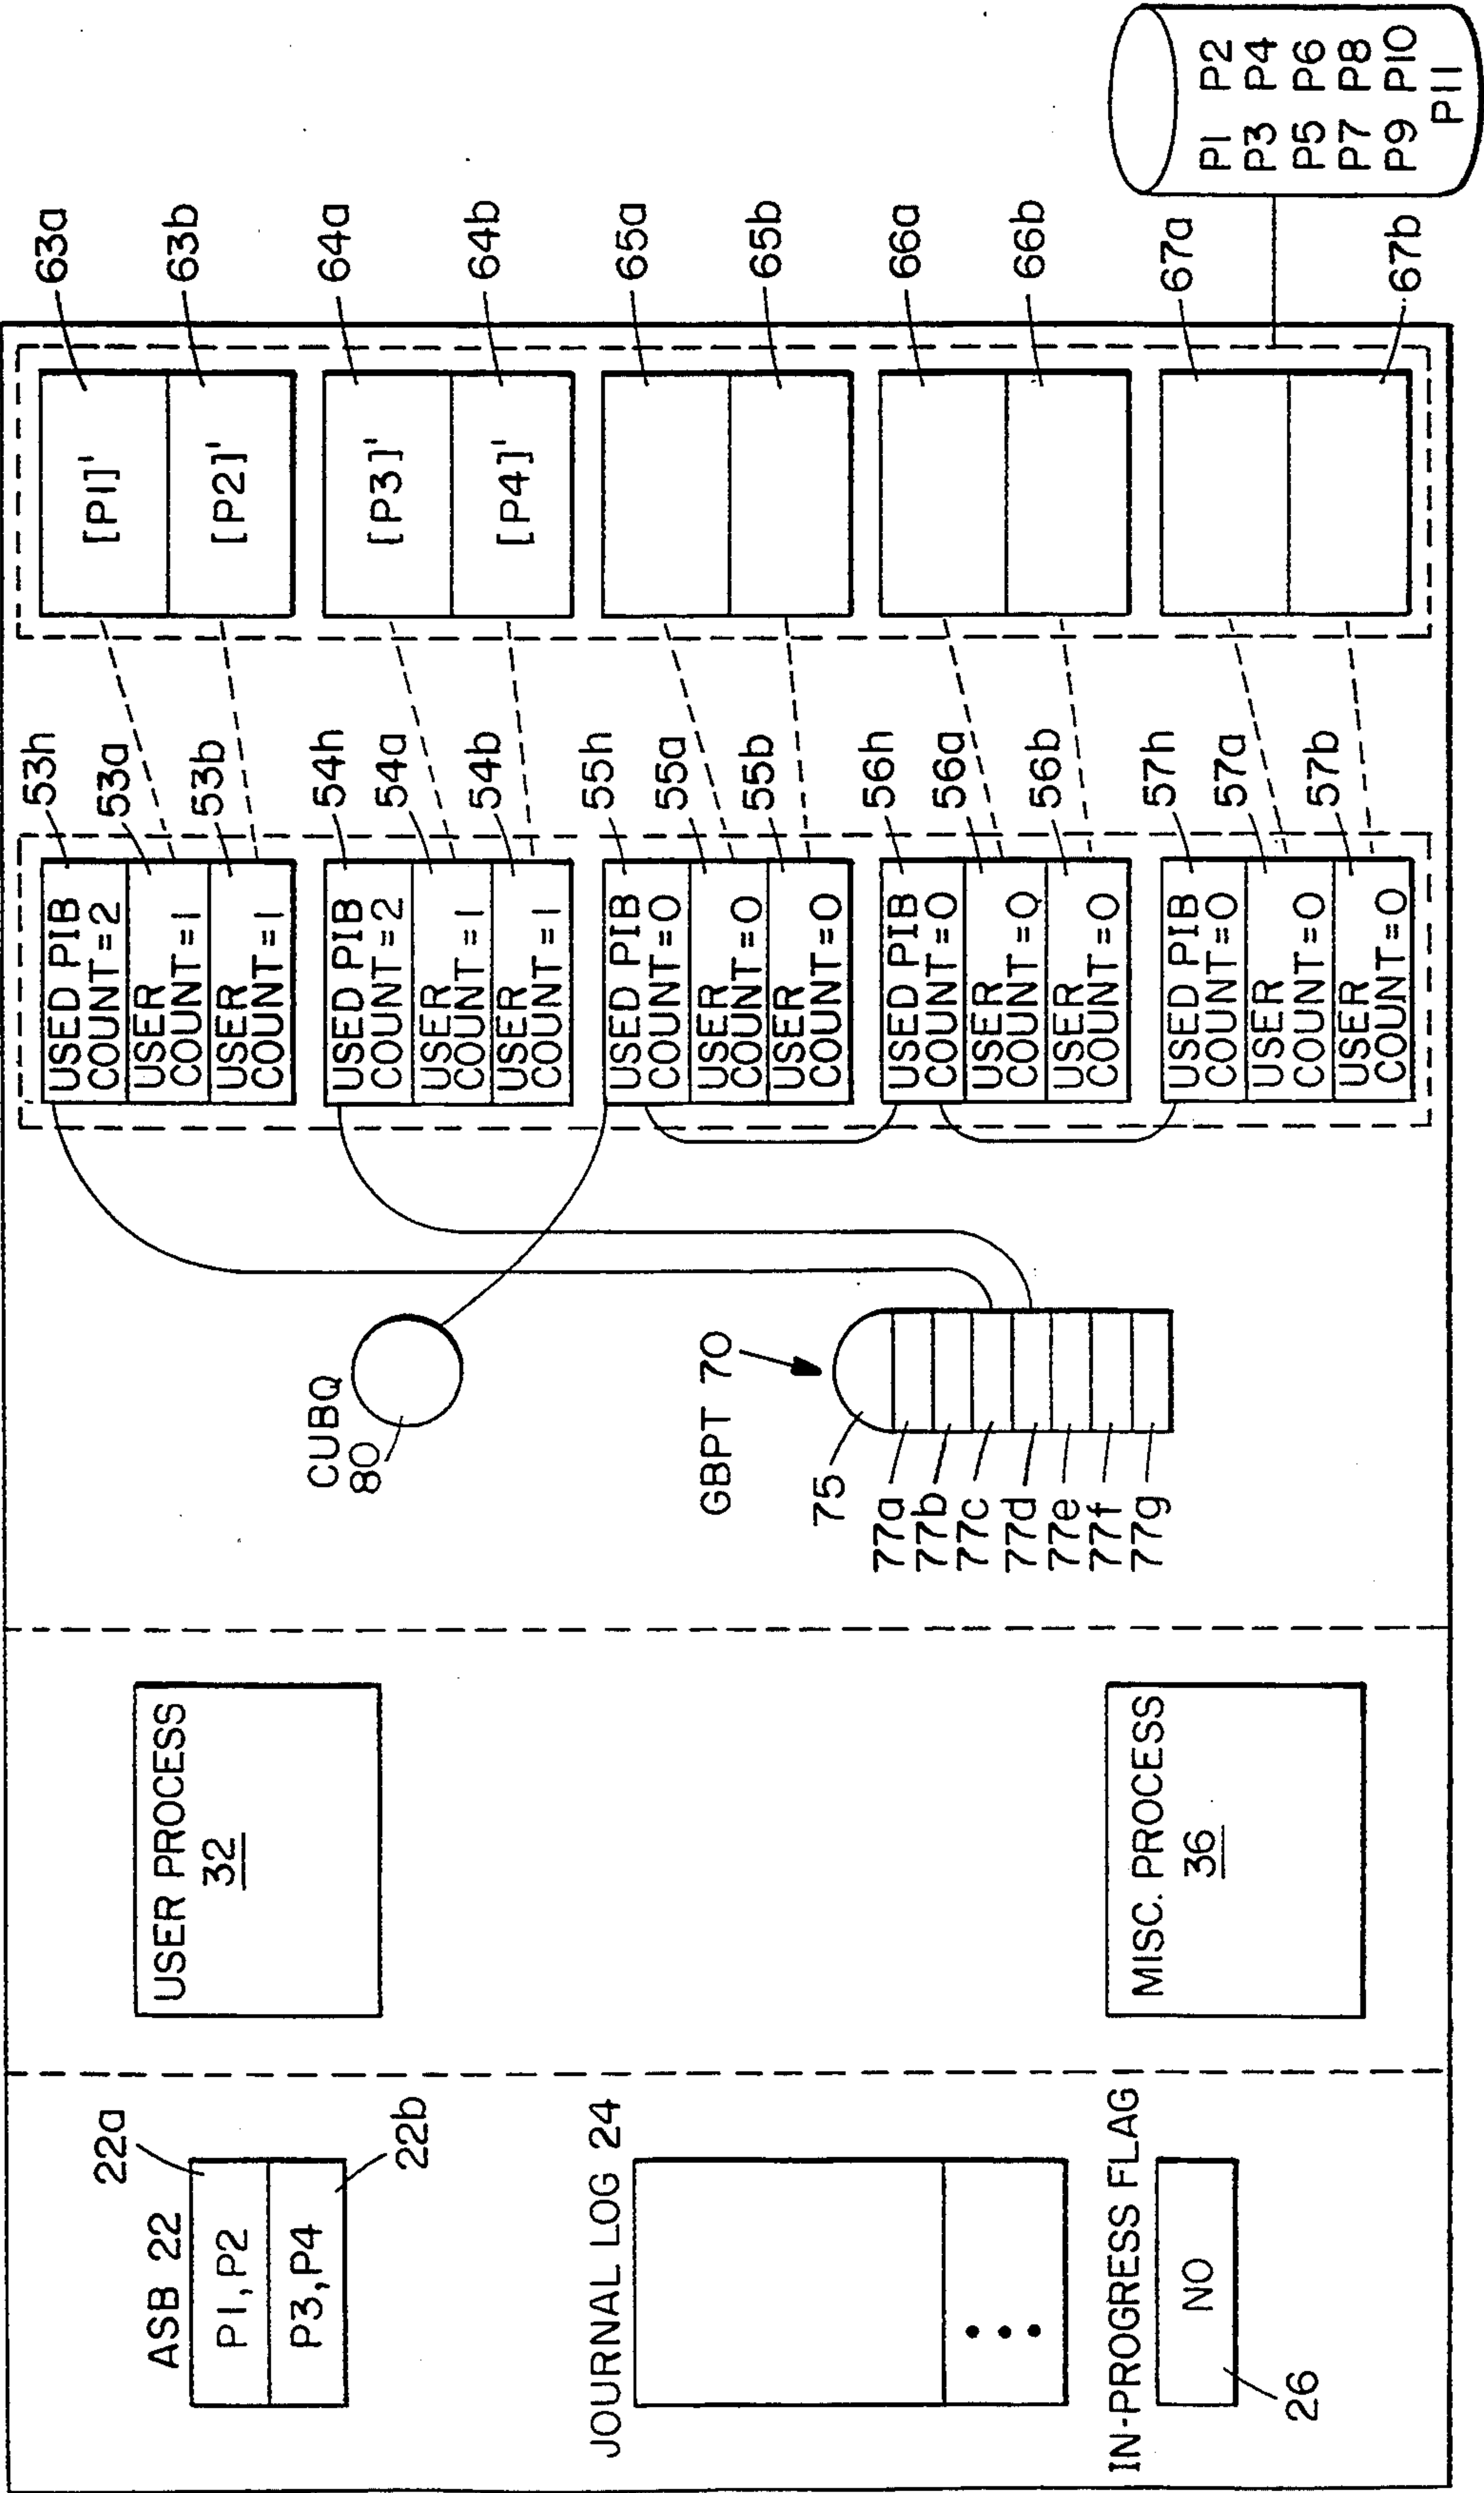 ASB 22
22a
P1,P2
P3,P4
22b
JOURNAL LOG 24
IN-PROGRESS FLAG
NO
26
USER PROCESS
32
MISC. PROCESS
36
CUBQ
80
GBPT 70
75
77a
77b
77c
77d
77e
77f
77g
USED PIB
COUNT=2
USER
COUNT=1
USER
COUNT=1
53h
53a
53b
USED PIB
COUNT=2
USER
COUNT=1
USER
COUNT=1
54h
54a
54b
USED PIB
COUNT=0
USER
COUNT=0
USER
COUNT=0
55h
55a
55b
USED PIB
COUNT=0
USER
COUNT=0
USER
COUNT=0
56h
56a
56b
USED PIB
COUNT=0
USER
COUNT=0
USER
COUNT=0
57h
57a
57b
[P1]'
[P2]'
63a
63b
[P3]'
[P4]'
64a
64b
65a
65b
66a
66b
67a
67b
P1 P2
P3 P4
P5 P6
P7 P8
P9 P10
P11